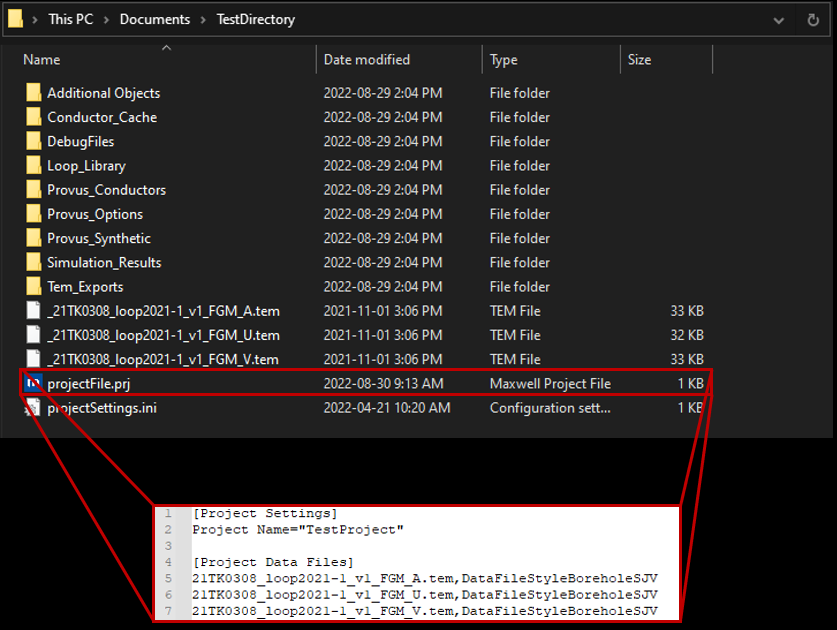 This PC > Documents > TestDirectory
Name Date modified Type Size
Additional Objects 2022-08-29 2:04 PM File folder
Conductor_Cache 2022-08-29 2:04 PM File folder
DebugFiles 2022-08-29 2:04 PM File folder
Loop_Library 2022-08-29 2:04 PM File folder
Provus_Conductors 2022-08-29 2:04 PM File folder
Provus_Options 2022-08-29 2:04 PM File folder
Provus_Synthetic 2022-08-29 2:04 PM File folder
Simulation_Results 2022-08-29 2:04 PM File folder
Tem_Exports 2022-08-29 2:04 PM File folder
_21TK0308_loop2021-1_v1_FGM_A.tem 2021-11-01 3:06 PM TEM File 33 KB
_21TK0308_loop2021-1_v1_FGM_U.tem 2021-11-01 3:06 PM TEM File 32 KB
_21TK0308_loop2021-1_v1_FGM_V.tem 2021-11-01 3:06 PM TEM File 33 KB
projectFile.prj 2022-08-30 9:13 AM Maxwell Project File 1 KB
projectSettings.ini 2022-04-21 10:20 AM Configuration sett... 1 KB
1 [Project Settings]
2 Project Name="TestProject"
3
4 [Project Data Files]
5 21TK0308_loop2021-1_v1_FGM_A.tem,DataFileStyleBoreholeSJV
6 21TK0308_loop2021-1_v1_FGM_U.tem,DataFileStyleBoreholeSJV
7 21TK0308_loop2021-1_v1_FGM_V.tem,DataFileStyleBoreholeSJV